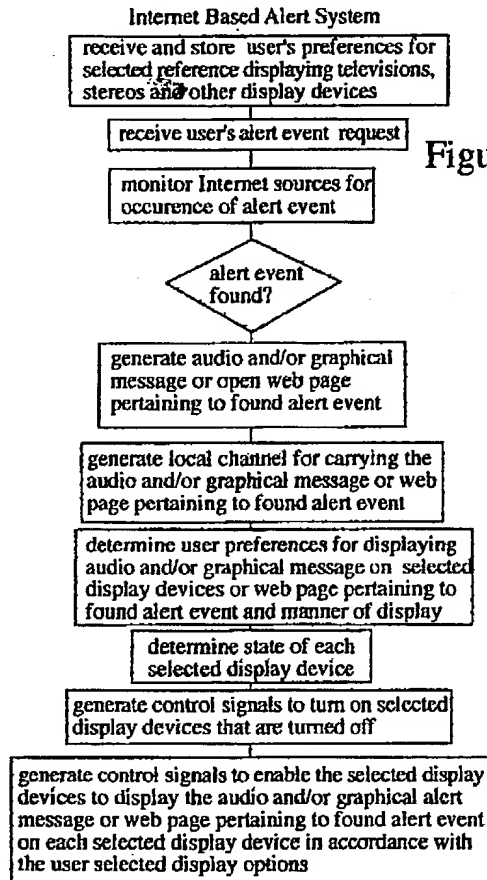 Internet Based Alert System
receive and store user's preferences for
selected reference displaying televisions,
stereos and other display devices
receive user's alert event request
Figu
monitor Internet sources for
occurence of alert event
alert event
found?
generate audio and/or graphical
message or open web page
pertaining to found alert event
generate local channel for carrying the
audio and/or graphical message or web
page pertaining to found alert event
determine user preferences for displaying
audio and/or graphical message on selected
display devices or web page pertaining to
found alert event and manner of display
determine state of each
selected display device
generate control signals to turn on selected
display devices that are turned off
generate control signals to enable the selected display
devices to display the audio and/or graphical alert
message or web page pertaining to found alert event
on each selected display device in accordance with
the user selected display options